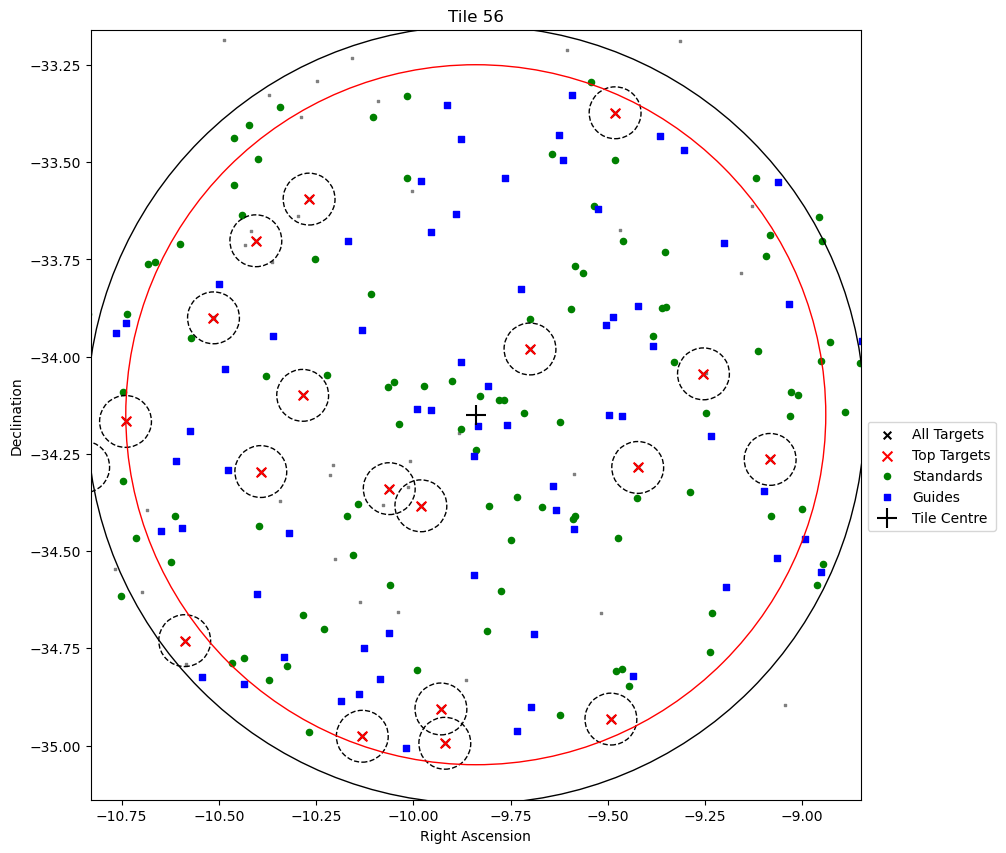 Tile 56
−33.25
−33.50
−33.75
−34.00
−34.25
−34.50
−34.75
−35.00
Declination
−10.75
−10.50
−10.25
−10.00
−9.75
−9.50
−9.25
−9.00
Right Ascension
All Targets
Top Targets
Standards
Guides
Tile Centre